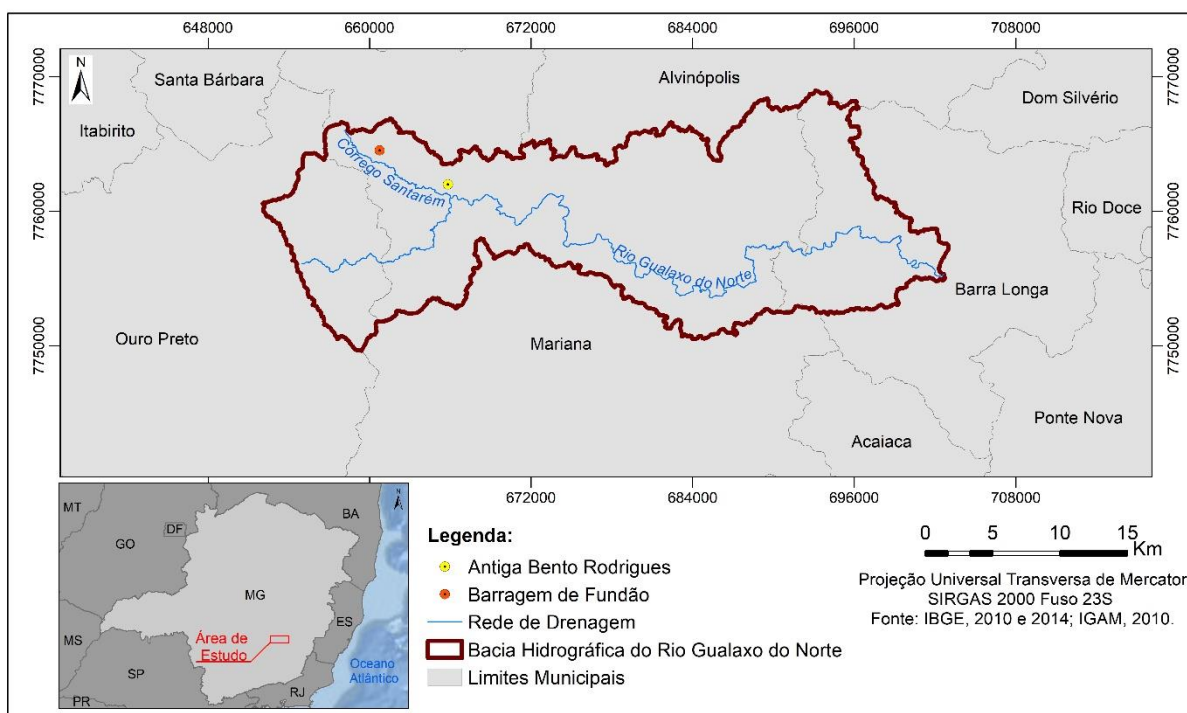 648000
660000
672000
684000
696000
708000
7770000
7760000
7750000
N
Santa Bárbara
Alvinópolis
Dom Silvério
Itabirito
Córrego Santarém
Rio Doce
Rio Gualaxo do Norte
Barra Longa
Ouro Preto
Mariana
Ponte Nova
Acaiaca
7770000
7760000
7750000
672000
684000
696000
708000
N
MT
DF
BA
GO
MG
ES
MS
Área de
Estudo
SP
RJ
PR
Oceano
Atlântico
Legenda:
Antiga Bento Rodrigues
Barragem de Fundão
Rede de Drenagem
Bacia Hidrográfica do Rio Gualaxo do Norte
Limites Municipais
0 5 10 15
Km
Projeção Universal Transversa de Mercator
SIRGAS 2000 Fuso 23S
Fonte: IBGE, 2010 e 2014; IGAM, 2010.